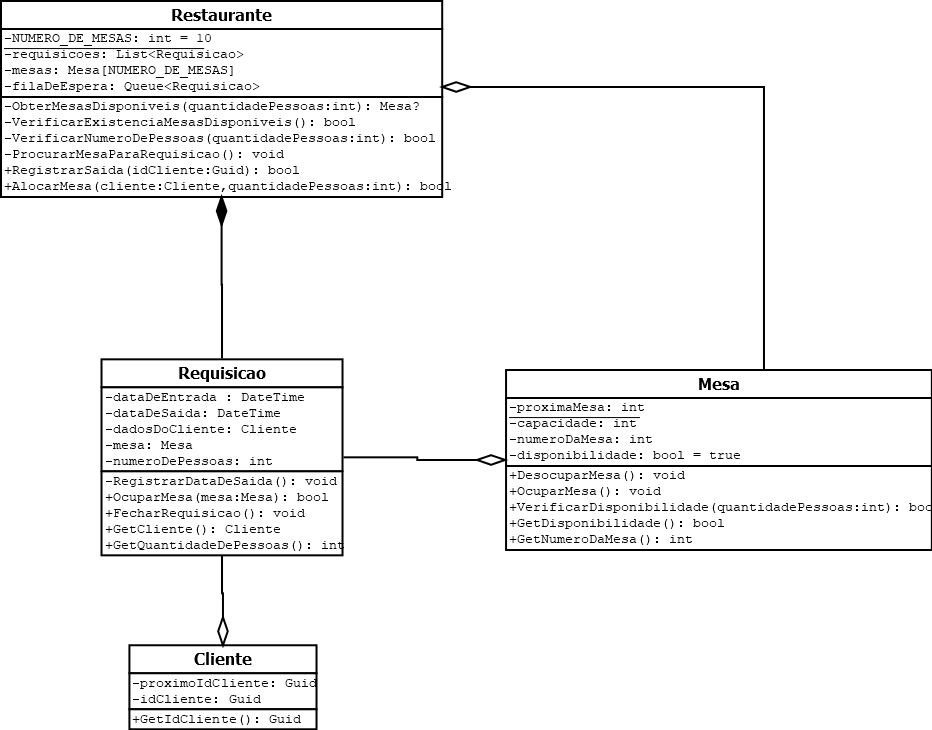 Restaurante
-NUMERO_DE_MESAS: int = 10
-requisicoes: List<Requisicao>
-mesas: Mesa[NUMERO_DE_MESAS]
-filaDeEspera: Queue<Requisicao>
-ObterMesasDisponiveis(quantidadePessoas:int): Mesa?
-VerificarExistenciaMesasDisponiveis(): bool
-VerificarNumeroDePessoas(quantidadePessoas:int): bool
-ProcurarMesaParaRequisicao(): void
+RegistrarSaida(idCliente:Guid): bool
+AlocarMesa(cliente:Cliente,quantidadePessoas:int): bool
Requisicao
-dataDeEntrada : DateTime
-dataDeSaida: DateTime
-dadosDoCliente: Cliente
-mesa: Mesa
-numeroDePessoas: int
-RegistrarDataDeSaida(): void
+OcuparMesa(mesa:Mesa): bool
+FecharRequisicao(): void
+GetCliente(): Cliente
+GetQuantidadeDePessoas(): int
Mesa
-proximaMesa: int
-capacidade: int
-numeroDaMesa: int
-disponibilidade: bool = true
+DesocuparMesa(): void
+OcuparMesa(): void
+VerificarDisponibilidade(quantidadePessoas:int): boo
+GetDisponibilidade(): bool
+GetNumeroDaMesa(): int
Cliente
-proximoIdCliente: Guid
-idCliente: Guid
+GetIdCliente(): Guid